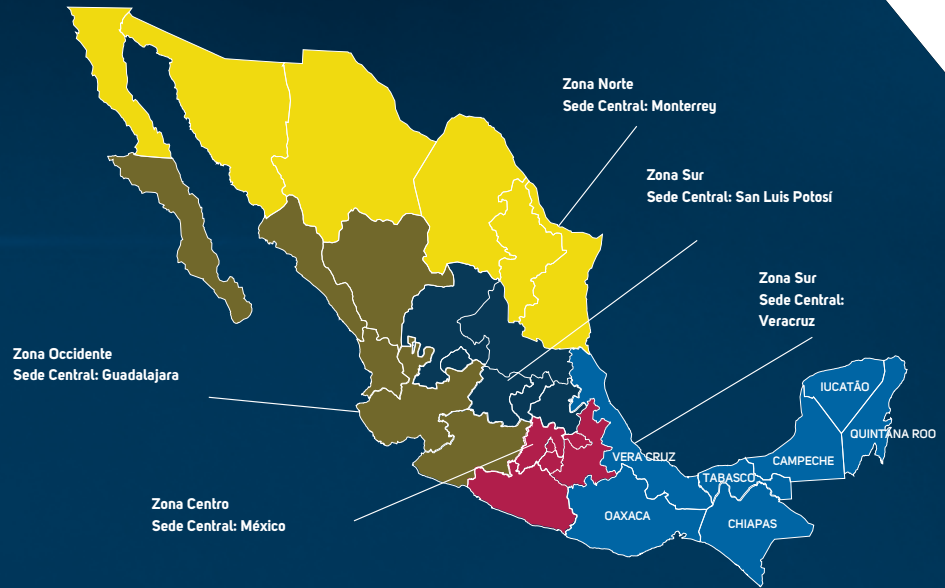 Zona Norte
Sede Central: Monterrey
Zona Sur
Sede Central: San Luis Potosí
Zona Sur
Sede Central:
Veracruz
Zona Occidente
Sede Central: Guadalajara
IUCATÃO
QUINTANA ROO
VERA CRUZ
CAMPECHE
TABASCO
OAXACA
CHIAPAS
Zona Centro
Sede Central: México